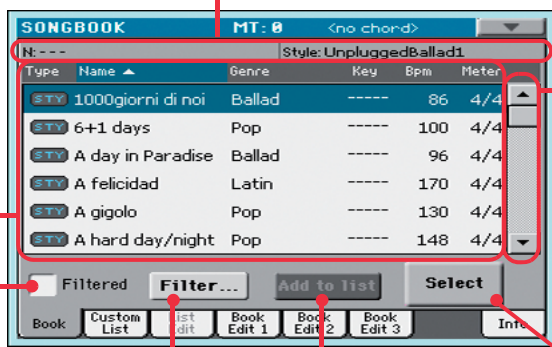 SONGBOOK MT: 0 <no chord>
N: --- Style: UnpluggedBallad1
Type Name Genre Key Bpm Meter
STY 1000giorni di noi Ballad ----- 86 4/4
STY 6+1 days Pop ----- 100 4/4
STY A day in Paradise Ballad ----- 96 4/4
STY A felicidad Latin ----- 170 4/4
STY A gigolo Pop ----- 130 4/4
STY A hard day/night Pop ----- 148 4/4
Filtered Filter... Add to list Select
Book Custom List List Edit Book Edit 1 Book Edit 2 Book Edit 3 Info